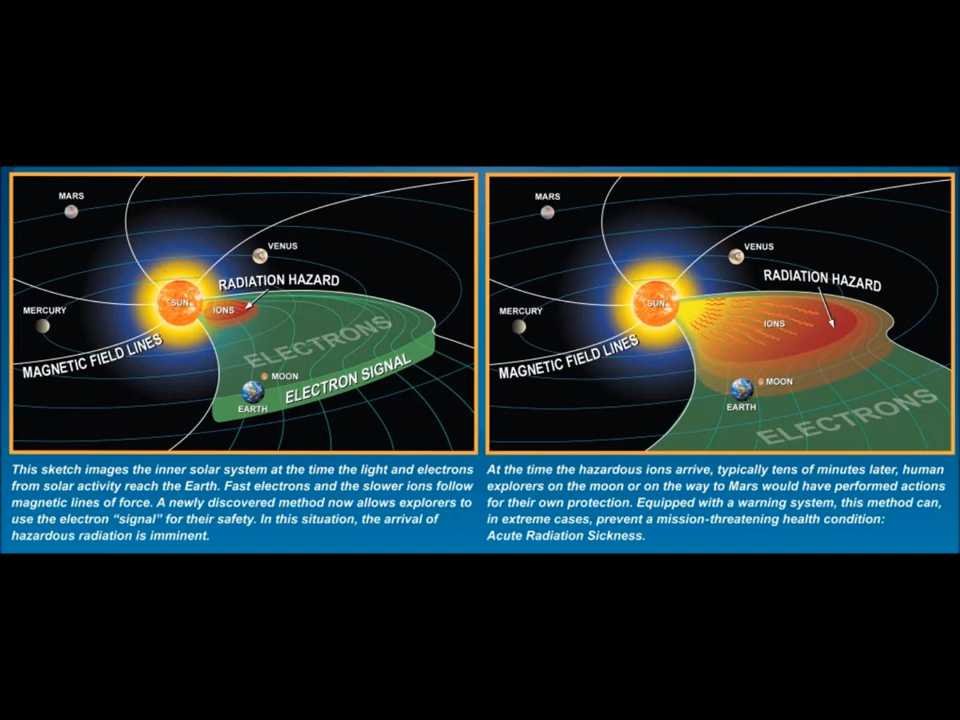 MARS
VENUS
RADIATION HAZARD
MERCURY
SUN
IONS
MAGNETIC FIELD LINES
ELECTRONS
ELECTRON SIGNAL
MOON
EARTH
This sketch images the inner solar system at the time the light and electrons
from solar activity reach the Earth. Fast electrons and the slower ions follow
magnetic lines of force. A newly discovered method now allows explorers to
use the electron “signal” for their safety. In this situation, the arrival of
hazardous radiation is imminent.
MARS
VENUS
RADIATION HAZARD
MERCURY
SUN
IONS
MAGNETIC FIELD LINES
MOON
EARTH
ELECTRONS
At the time the hazardous ions arrive, typically tens of minutes later, human
explorers on the moon or on the way to Mars would have performed actions
for their own protection. Equipped with a warning system, this method can,
in extreme cases, prevent a mission-threatening health condition:
Acute Radiation Sickness.